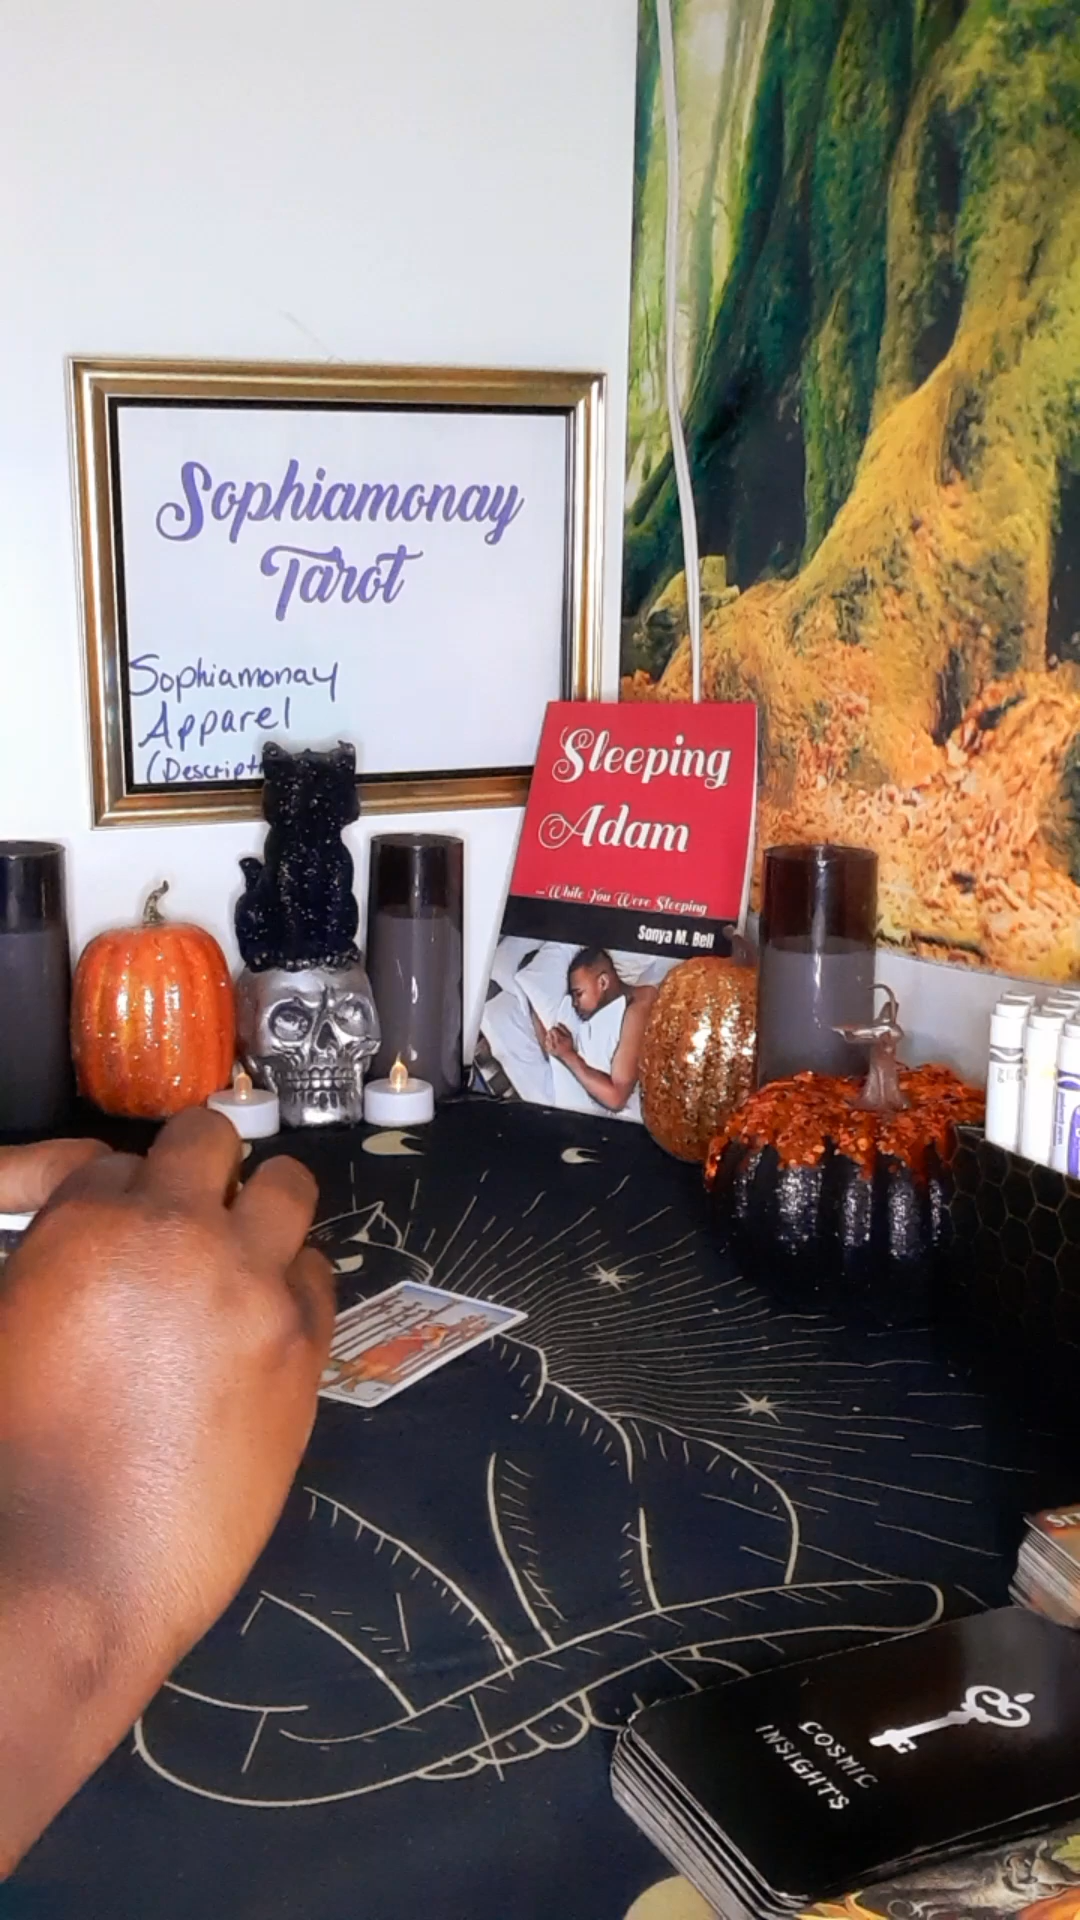 Sophiamonay
Tarot
Sophiamonay
Apparel
Sleeping
Adam
...While You Were Sleeping
Sonya M. Bell
COSMIC
INSIGHTS